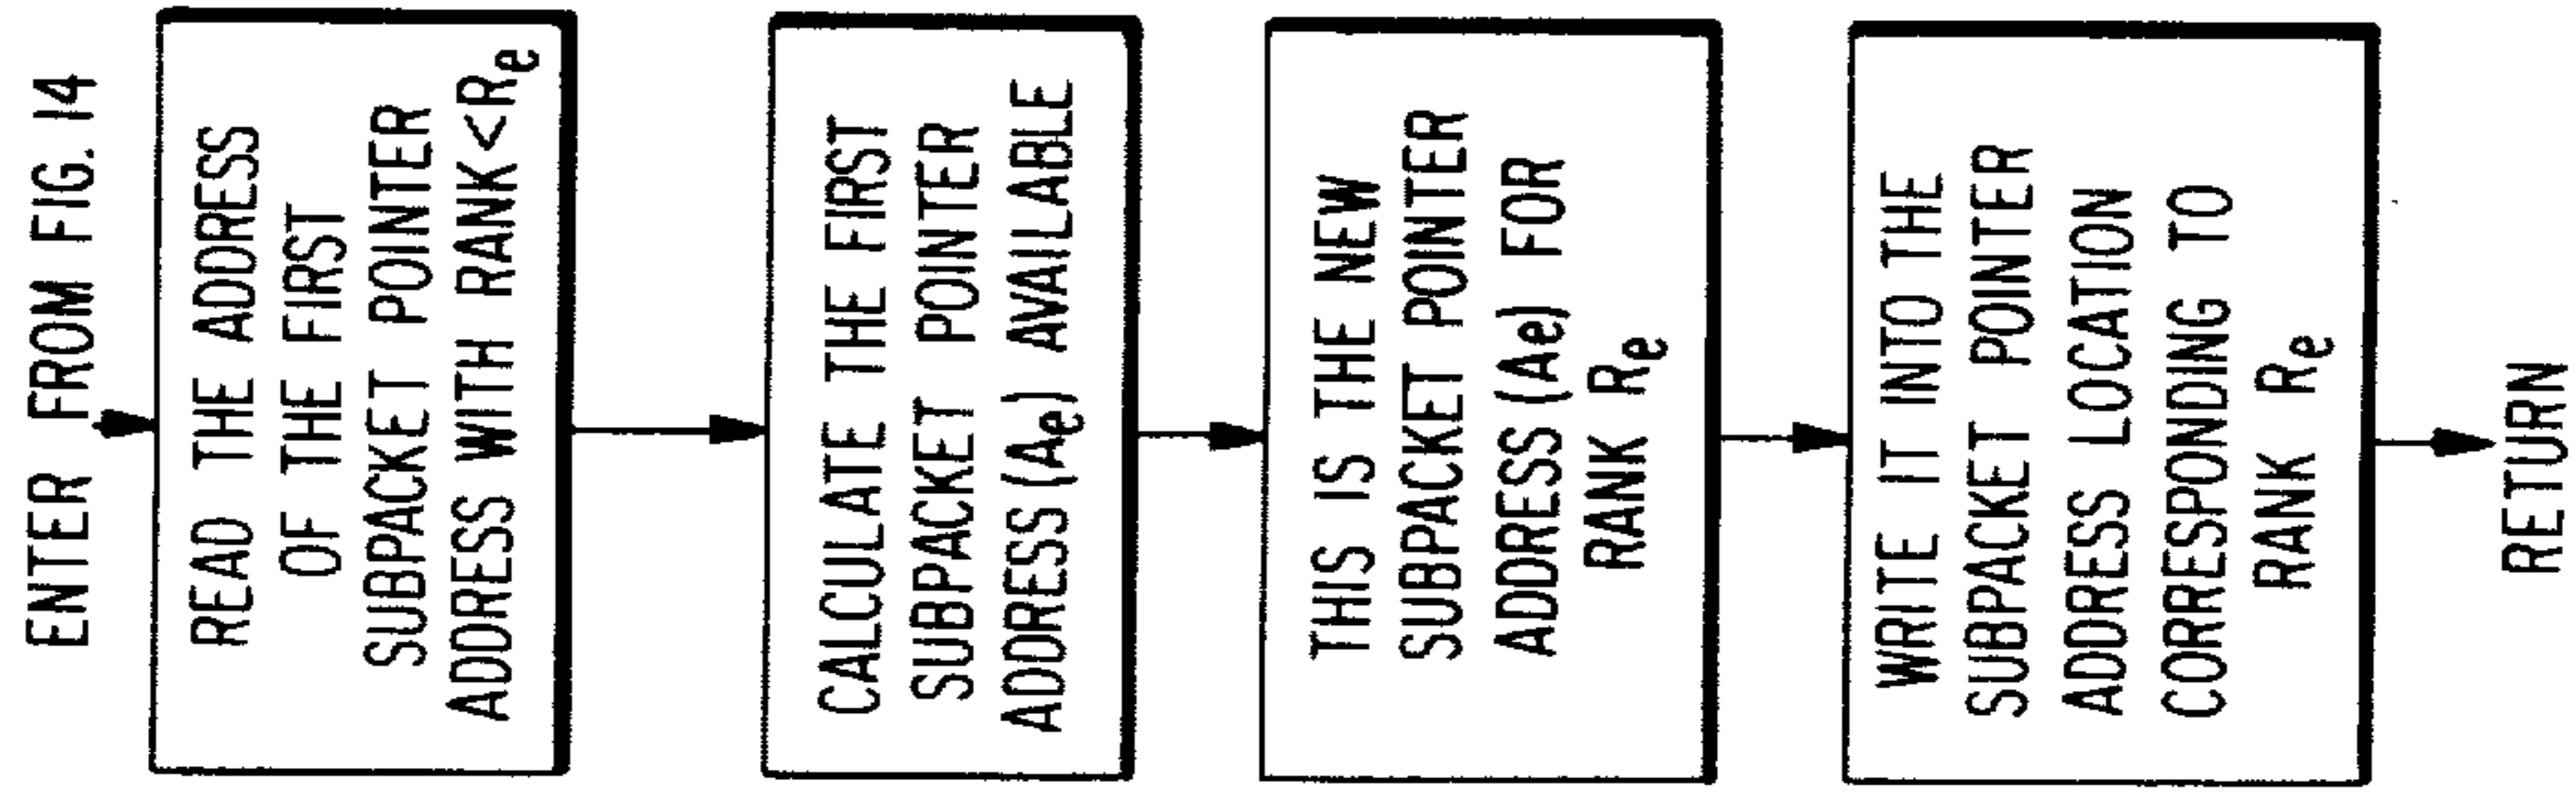 ENTER FROM FIG. 14
READ THE ADDRESS
OF THE FIRST
SUBPACKET POINTER
ADDRESS WITH RANK<Re
CALCULATE THE FIRST
SUBPACKET POINTER
ADDRESS (Ae) AVAILABLE
THIS IS THE NEW
SUBPACKET POINTER
ADDRESS (Ae) FOR
RANK Re
WRITE IT INTO THE
SUBPACKET POINTER
ADDRESS LOCATION
CORRESPONDING TO
RANK Re
RETURN